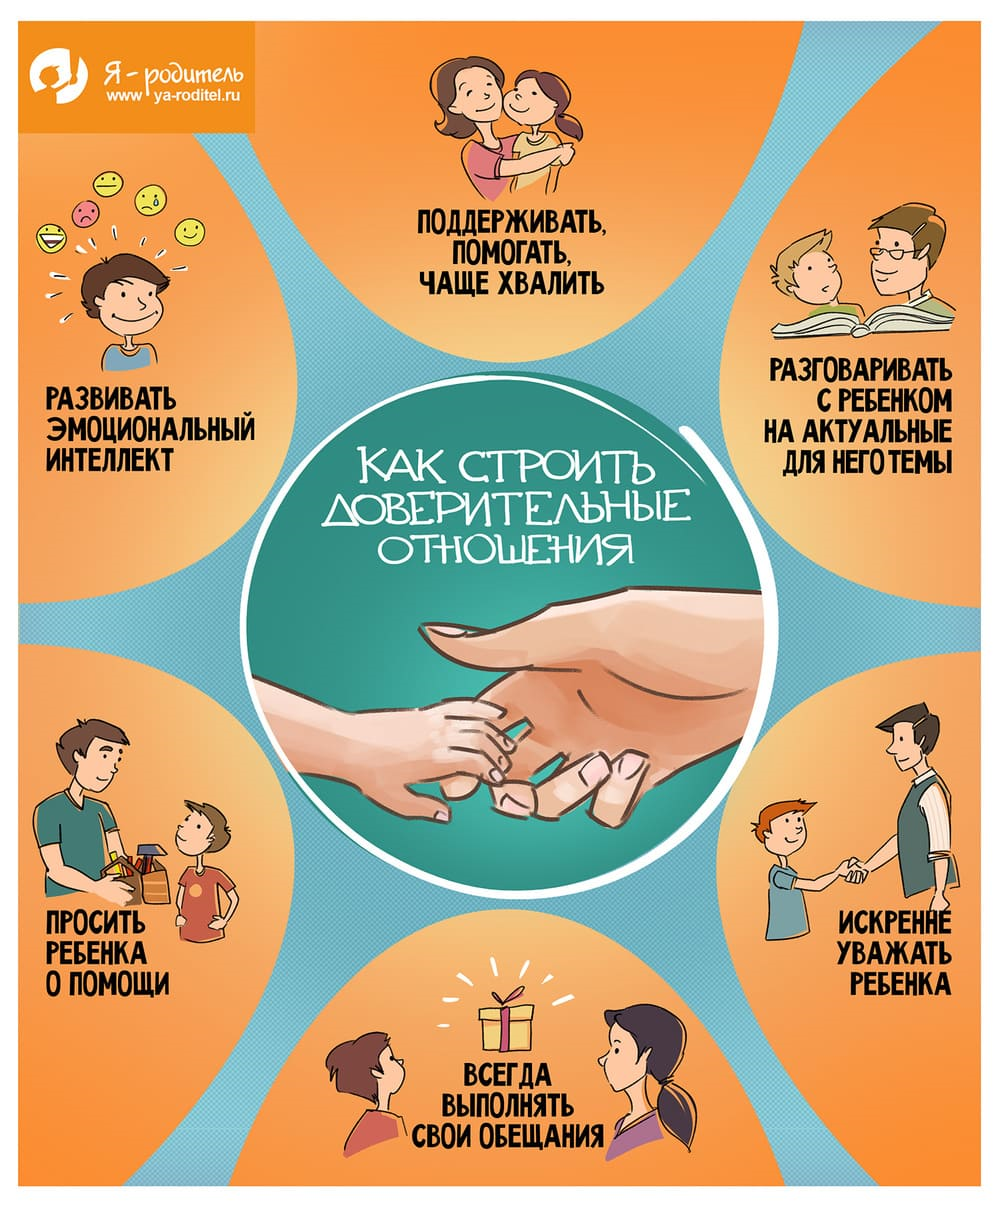 Я - родитель
www ya-roditel.ru
ПОДДЕРЖИВАТЬ,
ПОМОГАТЬ,
ЧАЩЕ ХВАЛИТЬ
РАЗВИВАТЬ
ЭМОЦИОНАЛЬНЫЙ
ИНТЕЛЛЕКТ
РАЗГОВАРИВАТЬ
С РЕБЕНКОМ
НА АКТУАЛЬНЫЕ
ДЛЯ НЕГО ТЕМЫ
КАК СТРОИТЬ
ДОВЕРИТЕЛЬНЫЕ
ОТНОШЕНИЯ
ПРОСИТЬ
РЕБЕНКА
О ПОМОЩИ
ИСКРЕННЕ
УВАЖАТЬ
РЕБЕНКА
ВСЕГДА
ВЫПОЛНЯТЬ
СВОИ ОБЕЩАНИЯ